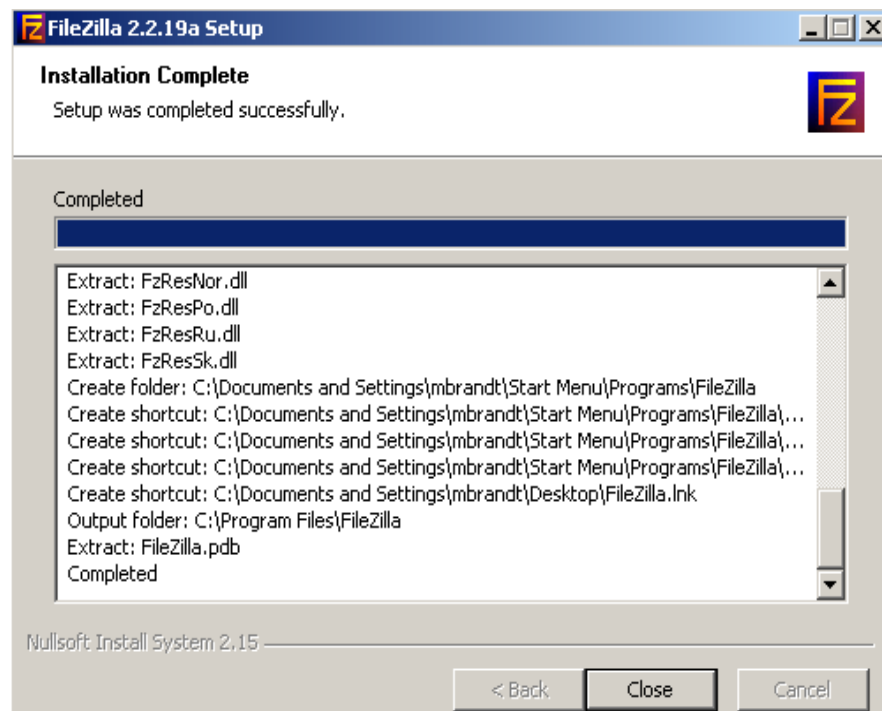 FileZilla 2.2.19a Setup
Installation Complete
Setup was completed successfully.
FZ
Completed
Extract: FzResNor.dll
Extract: FzResPo.dll
Extract: FzResRu.dll
Extract: FzResSk.dll
Create folder: C:\Documents and Settings\mbrandt\Start Menu\Programs\FileZilla
Create shortcut: C:\Documents and Settings\mbrandt\Start Menu\Programs\FileZilla\...
Create shortcut: C:\Documents and Settings\mbrandt\Start Menu\Programs\FileZilla\...
Create shortcut: C:\Documents and Settings\mbrandt\Start Menu\Programs\FileZilla\...
Create shortcut: C:\Documents and Settings\mbrandt\Desktop\FileZilla.lnk
Output folder: C:\Program Files\FileZilla
Extract: FileZilla.pdb
Completed
Nullsoft Install System 2.15
< Back Close Cancel